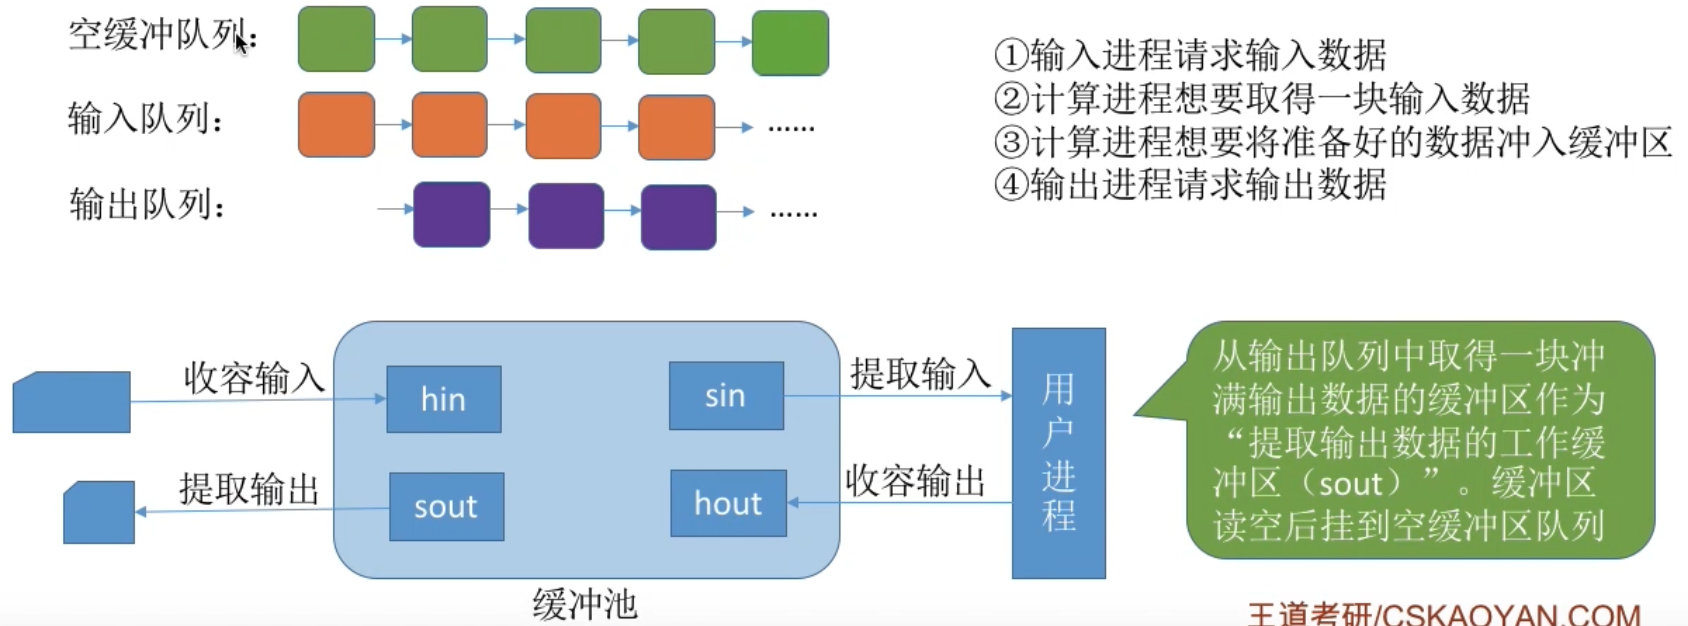 空缓冲队列：
输入队列：
......
输出队列：
......
①输入进程请求输入数据
②计算进程想要取得一块输入数据
③计算进程想要将准备好的数据冲入缓冲区
④输出进程请求输出数据
收容输入
hin
sin
提取输入
提取输出
sout
hout
收容输出
用户进程
缓冲池
从输出队列中取得一块冲
满输出数据的缓冲区作为
“提取输出数据的工作缓
冲区（sout）”。缓冲区
读空后挂到空缓冲区队列
王道考研/CSKAOYAN.COM